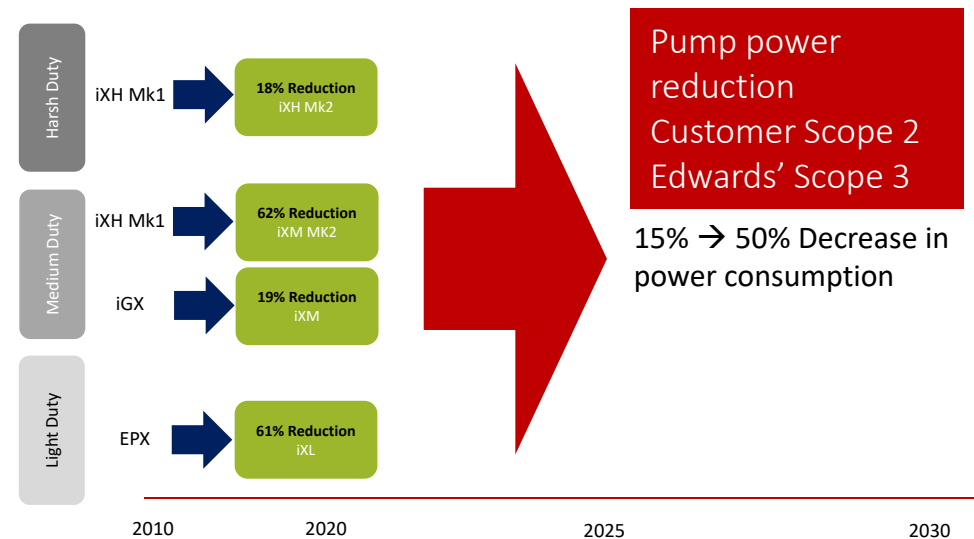 Harsh Duty
iXH Mk1
18% Reduction
iXH Mk2
Medium Duty
iXH Mk1
62% Reduction
iXM MK2
iGX
19% Reduction
iXM
Light Duty
EPX
61% Reduction
iXL
Pump power
reduction
Customer Scope 2
Edwards’ Scope 3
15% → 50% Decrease in
power consumption
2010
2020
2025
2030